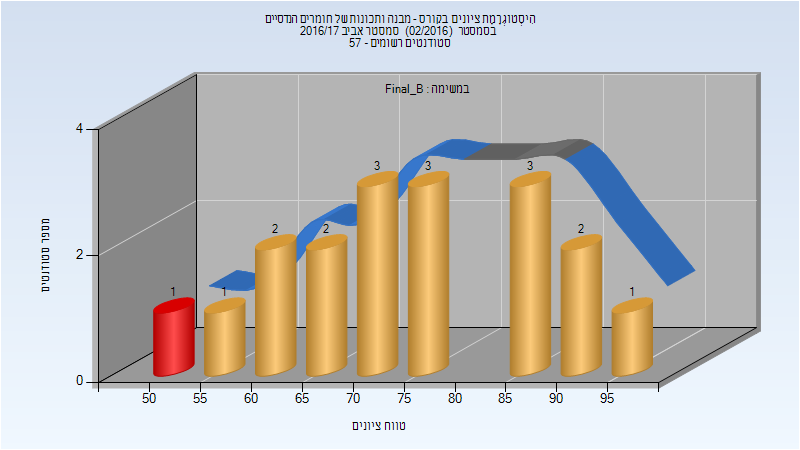 הִיסְטוֹגְרָמַת ציונים בקורס - מבנה ותכונות של חומרים הנדסיים
בסמסטר (02/2016) סמסטר אביב 2016/17
סטודנטים רשומים - 57
במשימה : Final_B
מספר סטודנטים
4
2
0
1
1
2
2
3
3
3
2
1
50 55 60 65 70 75 80 85 90 95
טווח ציונים